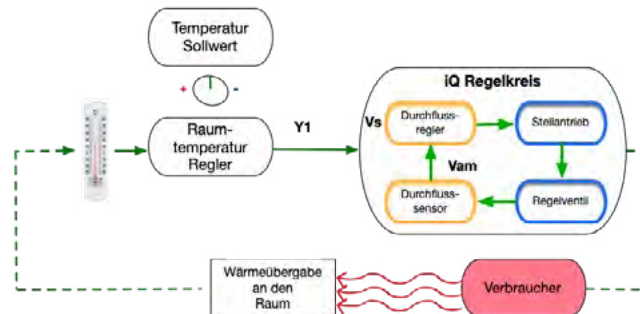 Temperatur
Sollwert
+
-
Raum-
temperatur
Regler
Y1
iQ Regelkreis
Vs
Durchfluss-
regler
Stellantrieb
Vam
Durchfluss-
sensor
Regelventil
Wärmeübergabe
an den
Raum
Verbraucher